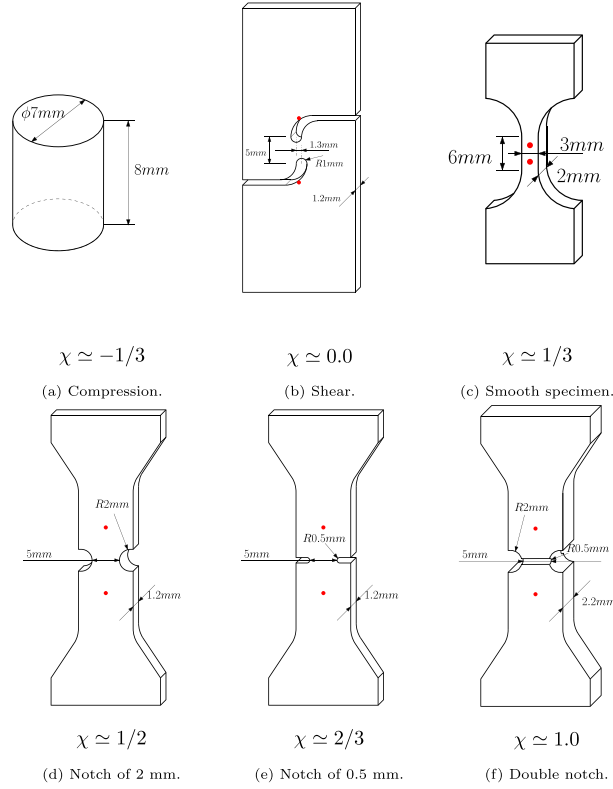 ϕ7mm
8mm
5mm
1.3mm
R1mm
1.2mm
6mm
3mm
2mm
χ ≃ −1/3
χ ≃ 0.0
χ ≃ 1/3
(a) Compression.
(b) Shear.
(c) Smooth specimen.
R2mm
5mm
1.2mm
R0.5mm
5mm
1.2mm
R2mm
R0.5mm
5mm
2.2mm
χ ≃ 1/2
χ ≃ 2/3
χ ≃ 1.0
(d) Notch of 2 mm.
(e) Notch of 0.5 mm.
(f) Double notch.